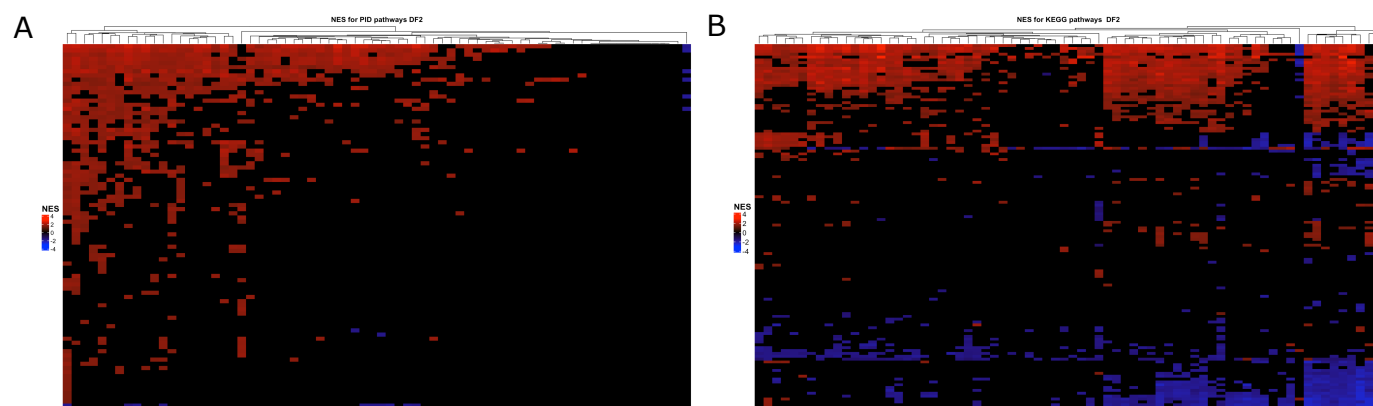 A
NES for PID pathways DF2
NES
4
2
0
-2
-4
B
NES for KEGG pathways DF2
NES
4
2
0
-2
-4